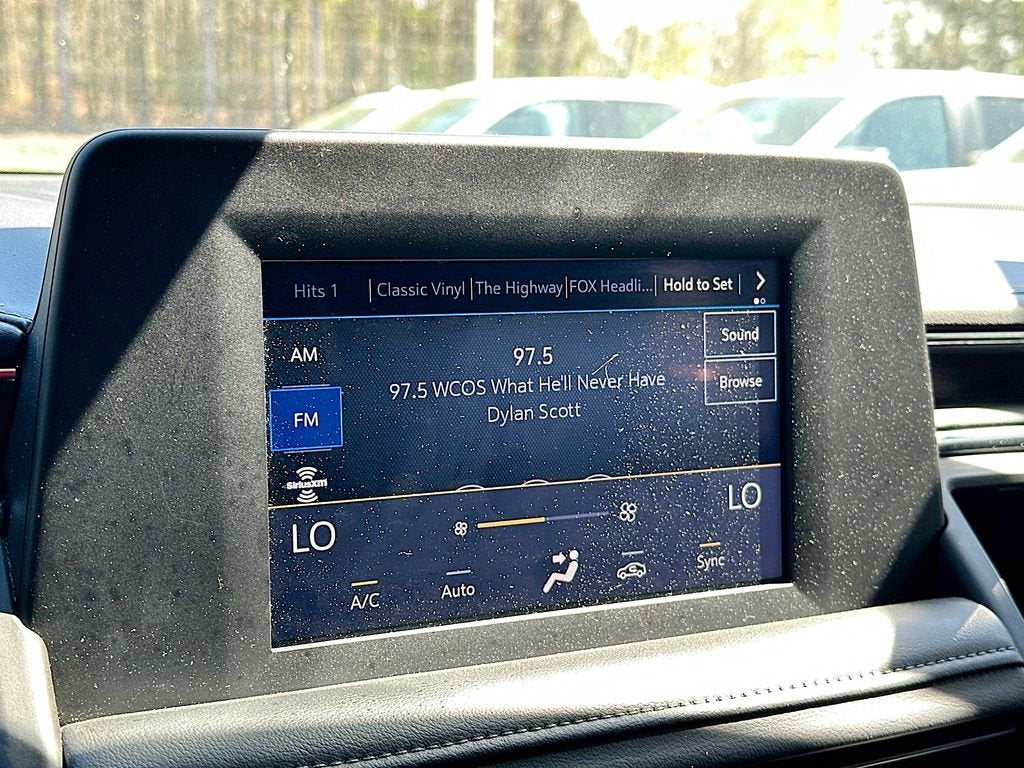 Hits 1 Classic Vinyl The Highway FOX Headli... Hold to Set
Sound
AM
97.5
97.5 WCOS What He'll Never Have
Browse
FM
Dylan Scott
SiriusXM
LO
LO
A/C
Auto
Sync